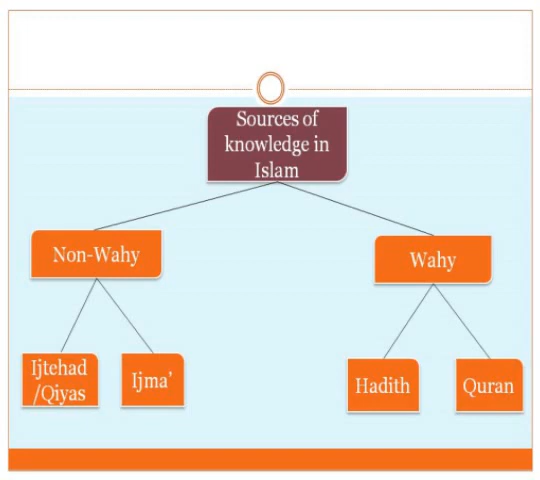 Sources of
knowledge in
Islam
Non-Wahy
Wahy
Ijtehad
/Qiyas
Ijma’
Hadith
Quran